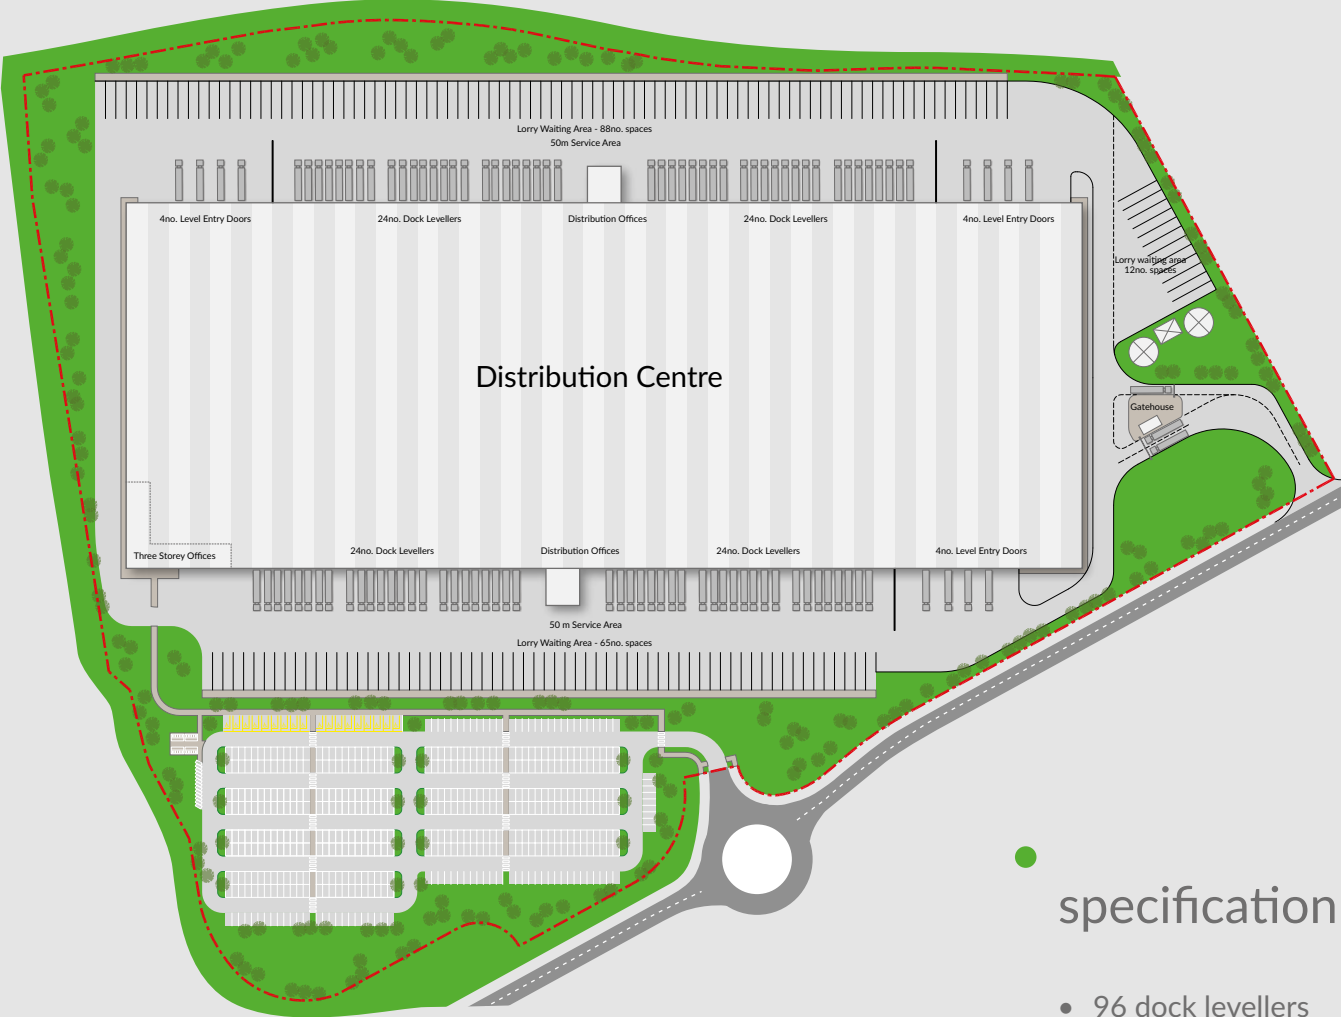 Lorry Waiting Area - 88no. spaces
50m Service Area
4no. Level Entry Doors
24no. Dock Levellers
Distribution Offices
24no. Dock Levellers
4no. Level Entry Doors
Lorry waiting area
12no. spaces
Distribution Centre
Gatehouse
Three Storey Offices
24no. Dock Levellers
Distribution Offices
24no. Dock Levellers
4no. Level Entry Doors
50 m Service Area
Lorry Waiting Area - 65no. spaces
specification
• 96 dock levellers